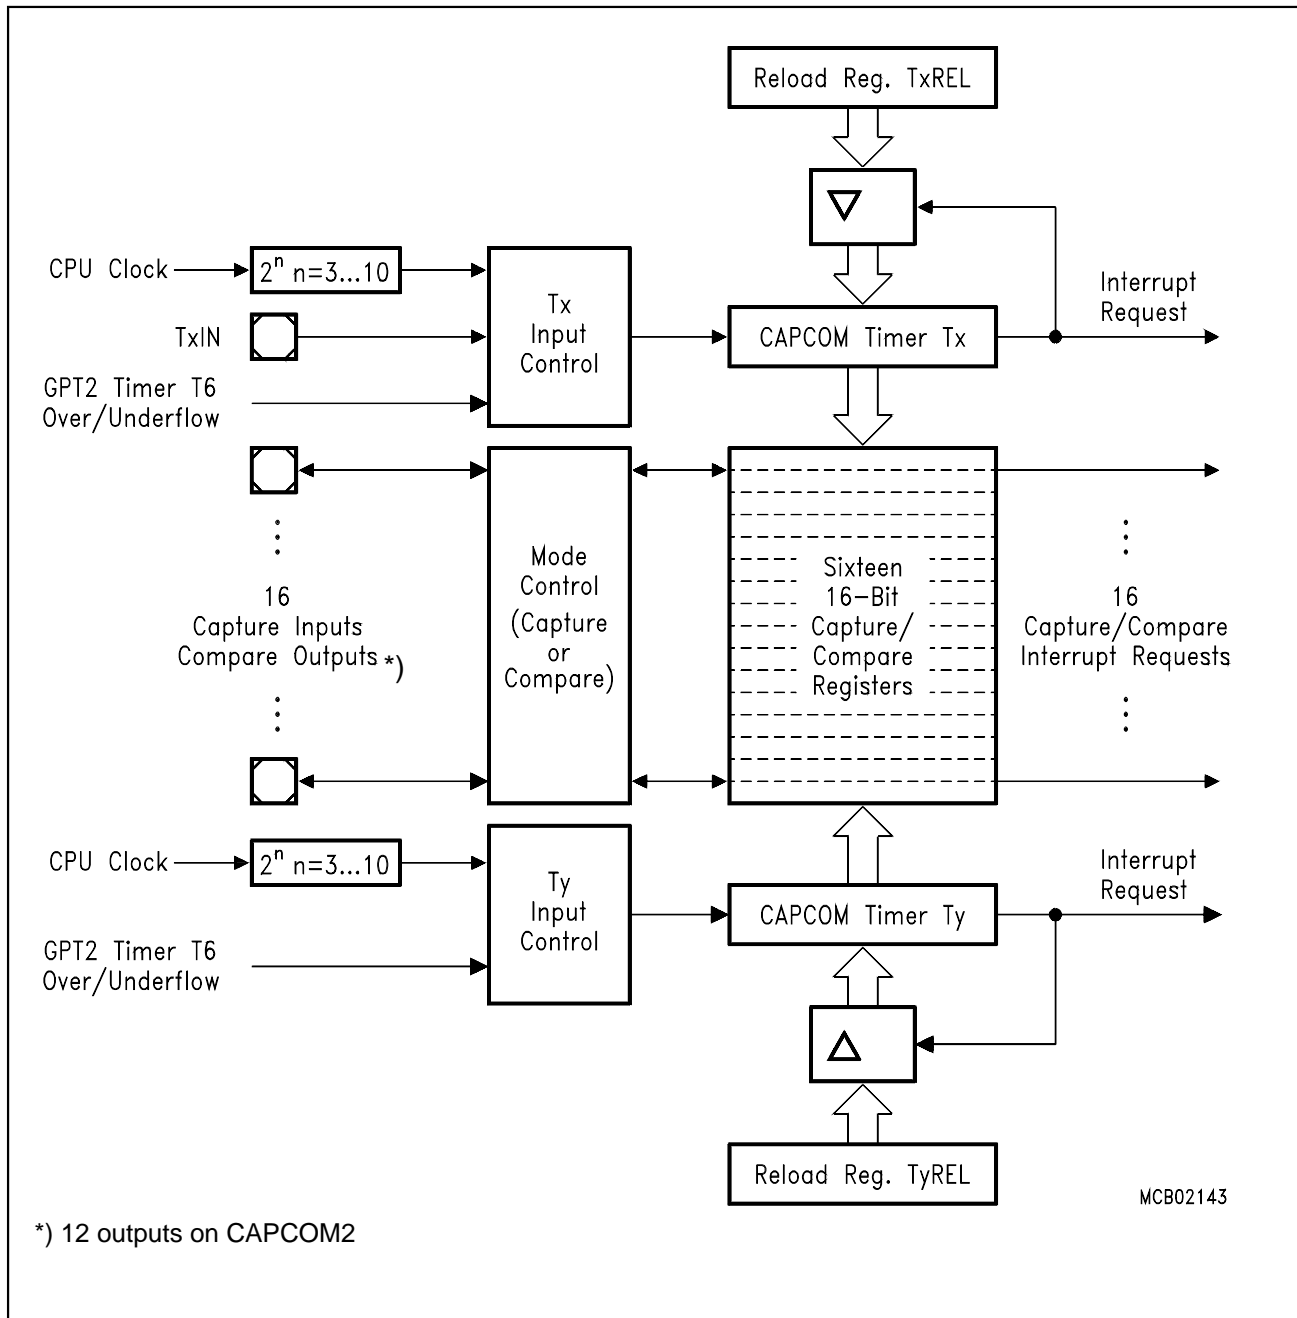 Reload Reg. TxREL
CPU Clock
2ⁿ n=3...10
TxIN
GPT2 Timer T6
Over/Underflow
Tx
Input
Control
CAPCOM Timer Tx
Interrupt
Request
16
Capture Inputs
Compare Outputs *)
Mode
Control
(Capture
or
Compare)
Sixteen
16-Bit
Capture/
Compare
Registers
16
Capture/Compare
Interrupt Requests
CPU Clock
2ⁿ n=3...10
GPT2 Timer T6
Over/Underflow
Ty
Input
Control
CAPCOM Timer Ty
Interrupt
Request
Reload Reg. TyREL
MCB02143
*) 12 outputs on CAPCOM2